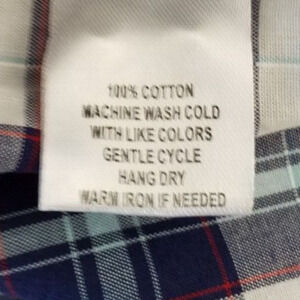 100% COTTON
MACHINE WASH COLD
WITH LIKE COLORS
GENTLE CYCLE
HANG DRY
WARM IRON IF NEEDED